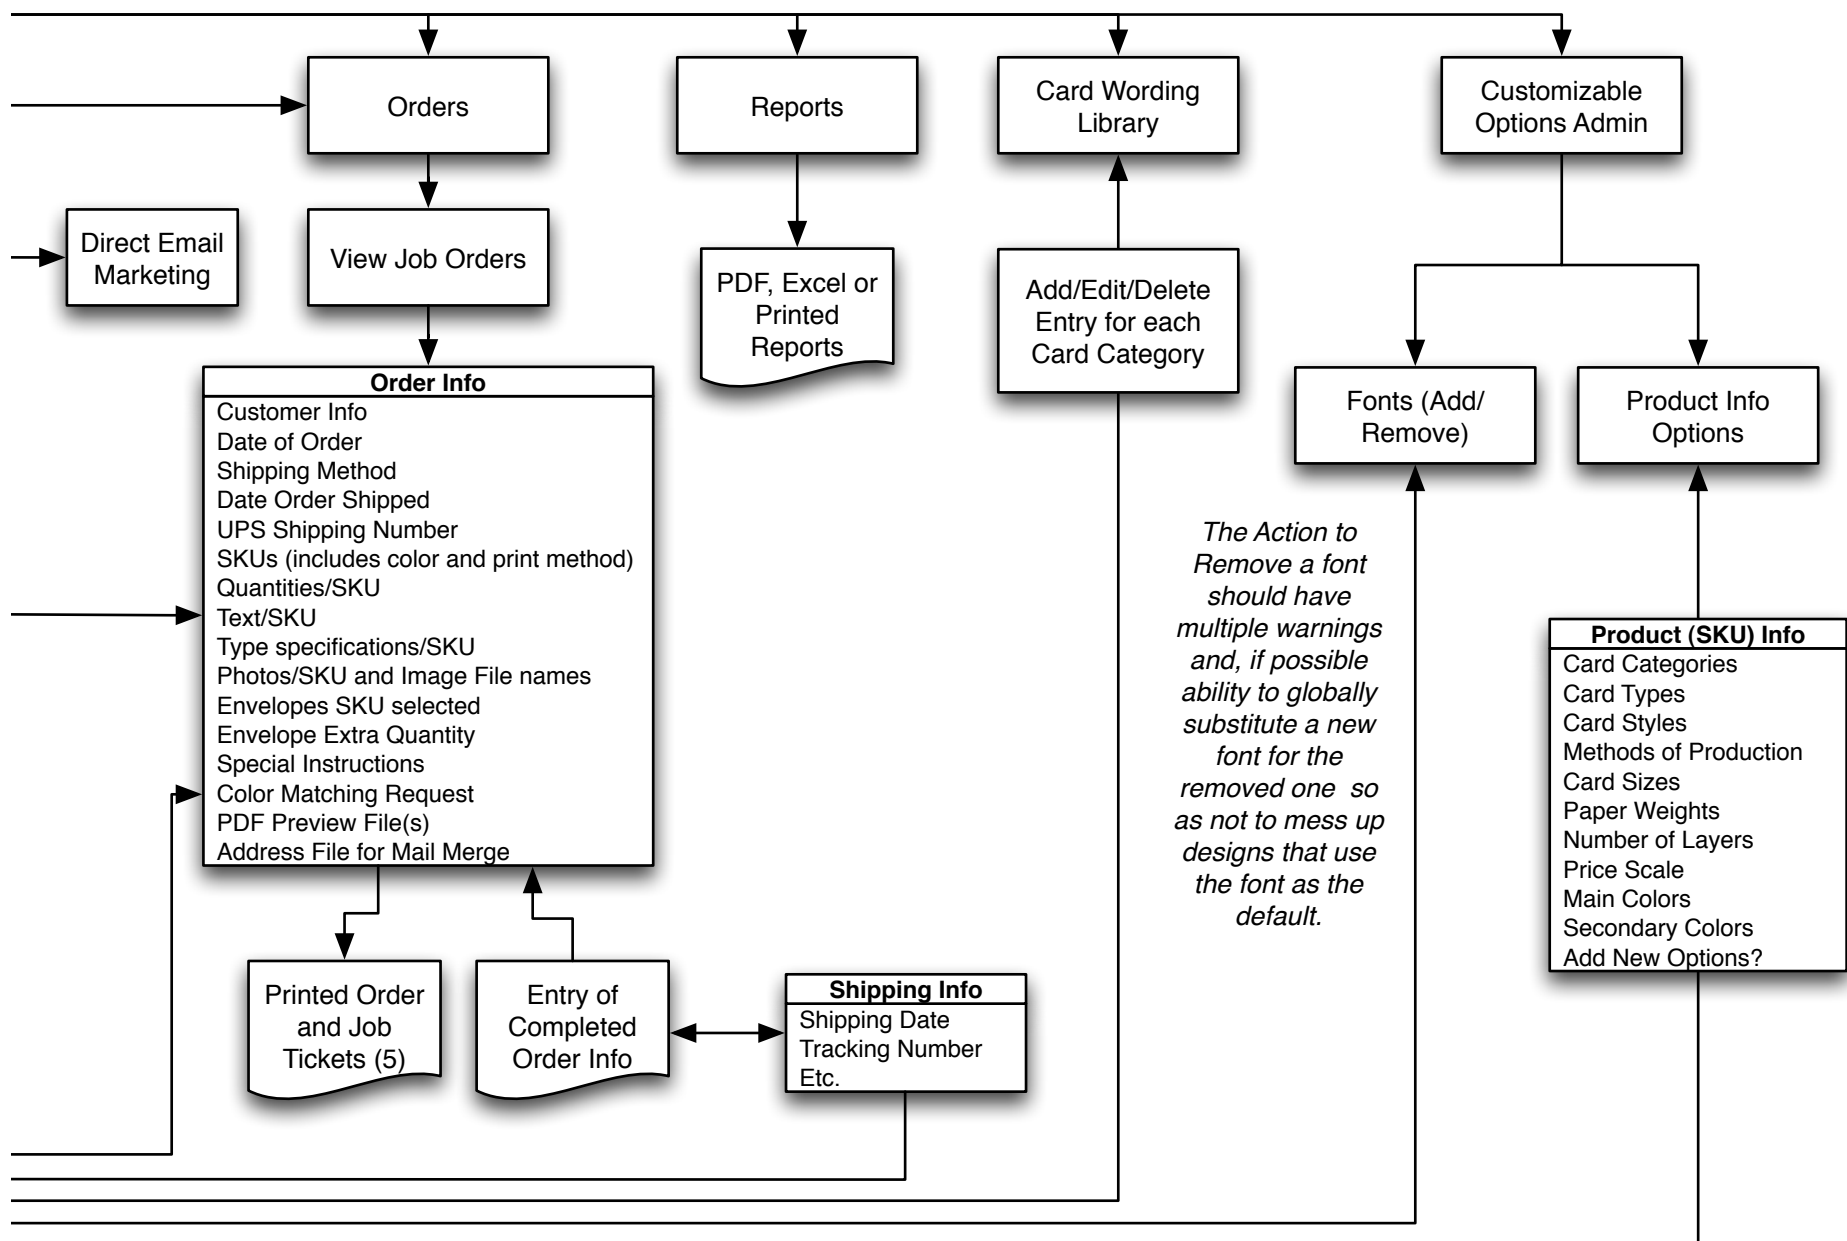 Orders
Reports
Card Wording
Library
Customizable
Options Admin
Direct Email
Marketing
View Job Orders
PDF, Excel or
Printed
Reports
Add/Edit/Delete
Entry for each
Card Category
Fonts (Add/
Remove)
Product Info
Options
Order Info
Customer Info
Date of Order
Shipping Method
Date Order Shipped
UPS Shipping Number
SKUs (includes color and print method)
Quantities/SKU
Text/SKU
Type specifications/SKU
Photos/SKU and Image File names
Envelopes SKU selected
Envelope Extra Quantity
Special Instructions
Color Matching Request
PDF Preview File(s)
Address File for Mail Merge
The Action to
Remove a font
should have
multiple warnings
and, if possible
ability to globally
substitute a new
font for the
removed one so
as not to mess up
designs that use
the font as the
default.
Product (SKU) Info
Card Categories
Card Types
Card Styles
Methods of Production
Card Sizes
Paper Weights
Number of Layers
Price Scale
Main Colors
Secondary Colors
Add New Options?
Printed Order
and Job
Tickets (5)
Entry of
Completed
Order Info
Shipping Info
Shipping Date
Tracking Number
Etc.